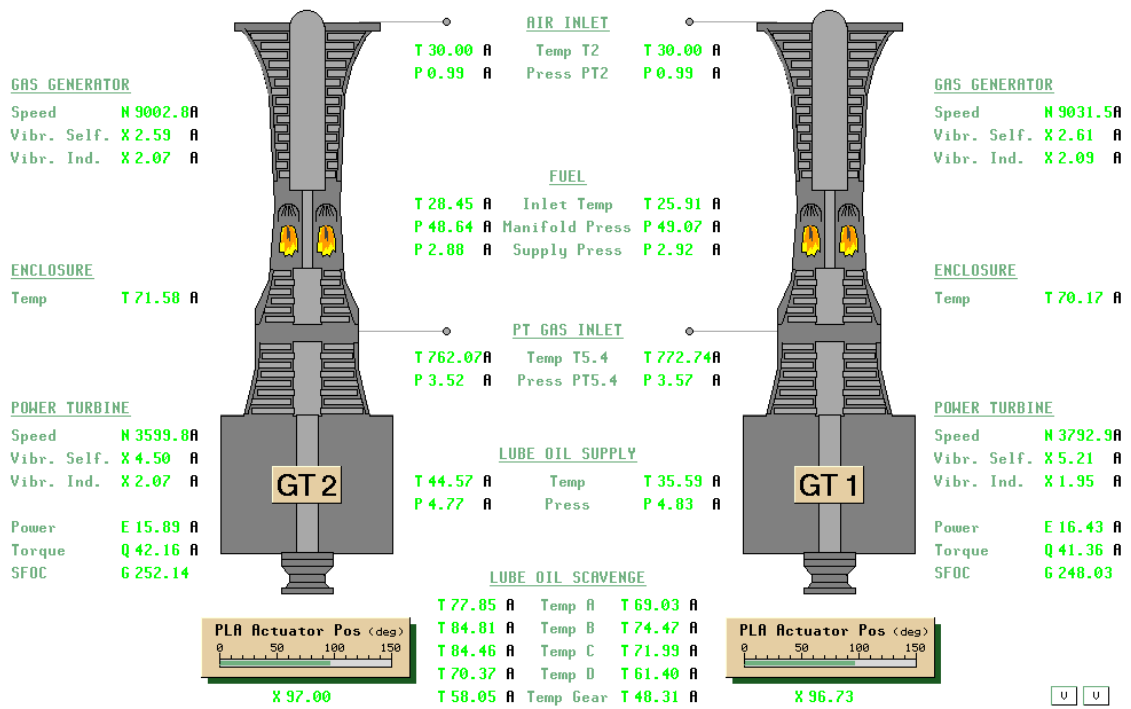 AIR INLET
T 30.00 A Temp T2 T 30.00 A
P 0.99 A Press PT2 P 0.99 A
GAS GENERATOR GAS GENERATOR
Speed N 9002.8A Speed N 9031.5A
Vibr. Self. X 2.59 A Vibr. Self. X 2.61 A
Vibr. Ind. X 2.07 A Vibr. Ind. X 2.09 A
FUEL
T 28.45 A Inlet Temp T 25.91 A
P 48.64 A Manifold Press P 49.07 A
P 2.88 A Supply Press P 2.92 A
ENCLOSURE ENCLOSURE
Temp T 71.58 A Temp T 70.17 A
PT GAS INLET
T 762.07A Temp T5.4 T 772.74A
P 3.52 A Press PT5.4 P 3.57 A
POWER TURBINE POWER TURBINE
Speed N 3599.8A Speed N 3792.9A
Vibr. Self. X 4.50 A Vibr. Self. X 5.21 A
LUBE OIL SUPPLY
Vibr. Ind. X 2.07 A GT 2 T 44.57 A Temp T 35.59 A GT 1 Vibr. Ind. X 1.95 A
P 4.77 A Press P 4.83 A
Power E 15.89 A Power E 16.43 A
Torque Q 42.16 A Torque Q 41.36 A
SFOC G 252.14 SFOC G 248.03
LUBE OIL SCAVENGE
T 77.85 A Temp A T 69.03 A
PLA Actuator Pos (deg) T 84.81 A Temp B T 74.47 A PLA Actuator Pos (deg)
0 50 100 150 T 84.46 A Temp C T 71.99 A 0 50 100 150
T 70.37 A Temp D T 61.40 A
X 97.00 T 58.05 A Temp Gear T 48.31 A X 96.73 V V